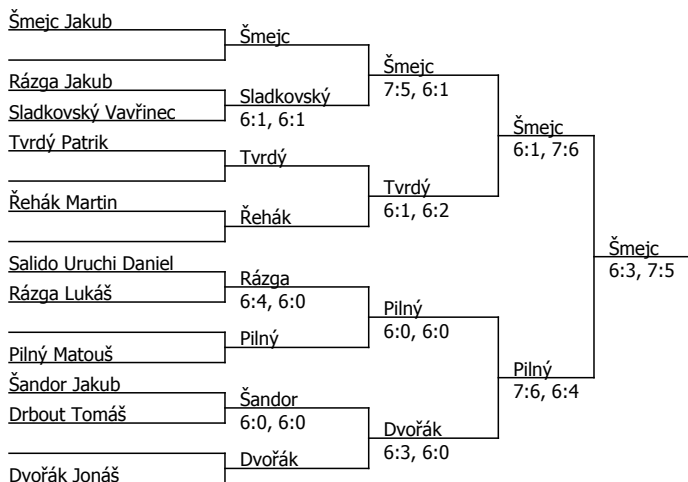 Šmejc Jakub
Šmejc
Šmejc
7:5, 6:1
Rázga Jakub
Sladkovský Vavřinec
Sladkovský
6:1, 6:1
Šmejc
6:1, 7:6
Tvrdý Patrik
Tvrdý
Tvrdý
6:1, 6:2
Řehák Martin
Řehák
Šmejc
6:3, 7:5
Salido Uruchi Daniel
Rázga Lukáš
Rázga
6:4, 6:0
Pilný
6:0, 6:0
Pilný
Pilný Matouš
Pilný
7:6, 6:4
Šandor Jakub
Drbout Tomáš
Šandor
6:0, 6:0
Dvořák
6:3, 6:0
Dvořák
Dvořák Jonáš